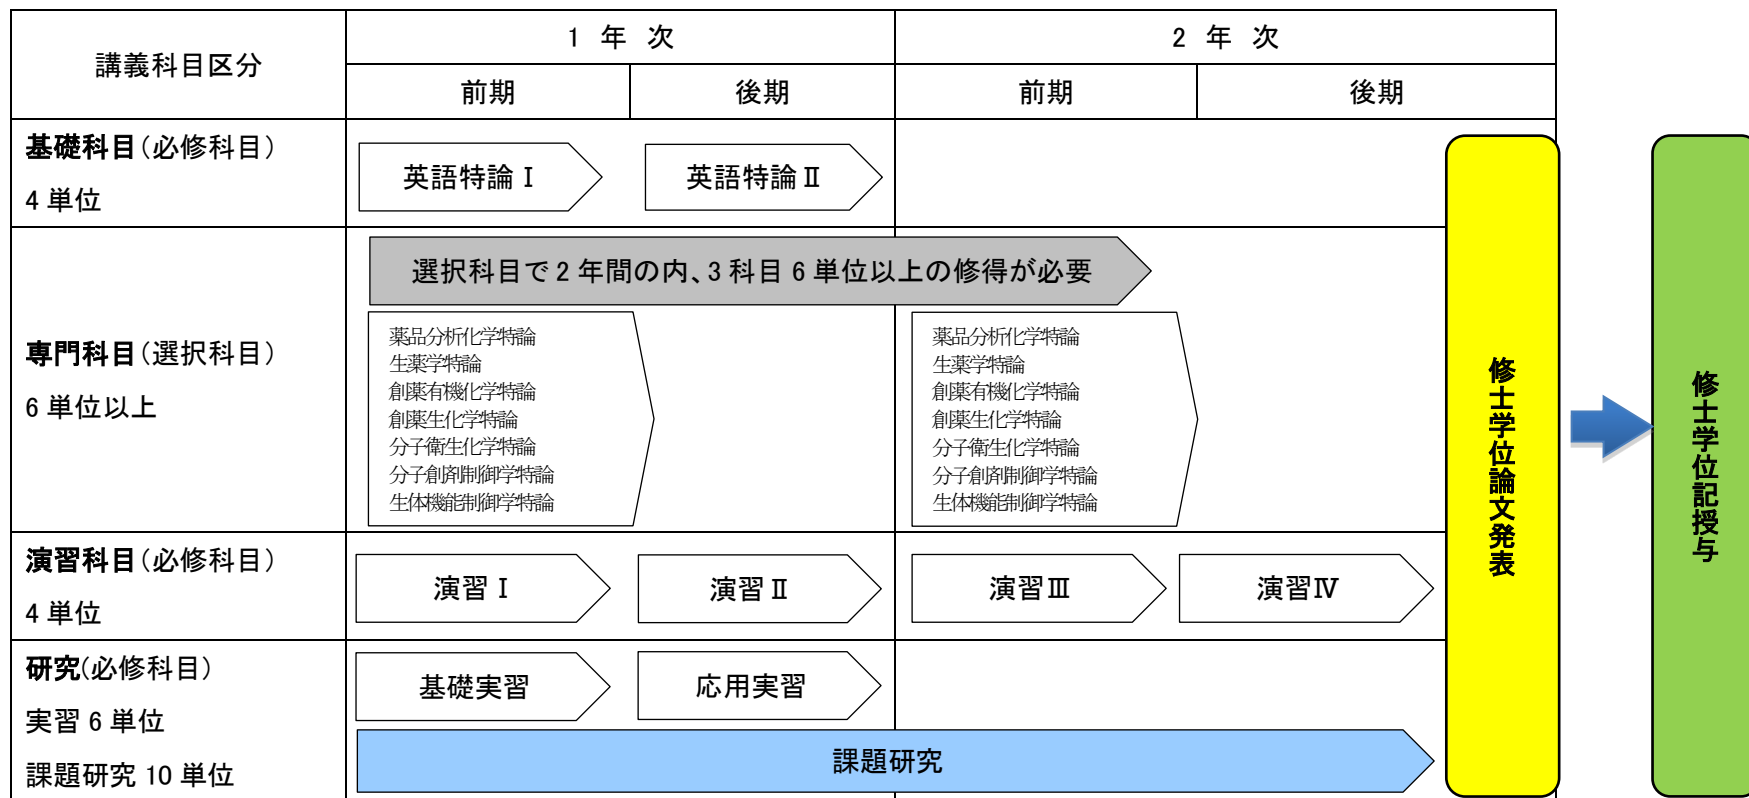 講義科目区分
1 年 次
2 年 次
前期
後期
前期
後期
基礎科目(必修科目)
4 単位
英語特論 Ⅰ
英語特論 Ⅱ
専門科目(選択科目)
6 単位以上
選択科目で 2 年間の内、3 科目 6 単位以上の修得が必要
薬品分析化学特論
生薬学特論
創薬有機化学特論
創薬生化学特論
分子衛生化学特論
分子創剤制御学特論
生体機能制御学特論
薬品分析化学特論
生薬学特論
創薬有機化学特論
創薬生化学特論
分子衛生化学特論
分子創剤制御学特論
生体機能制御学特論
演習科目(必修科目)
4 単位
演習 Ⅰ
演習 Ⅱ
演習Ⅲ
演習Ⅳ
研究(必修科目)
実習 6 単位
課題研究 10 単位
基礎実習
応用実習
課題研究
修士学位論文発表
修士学位記授与